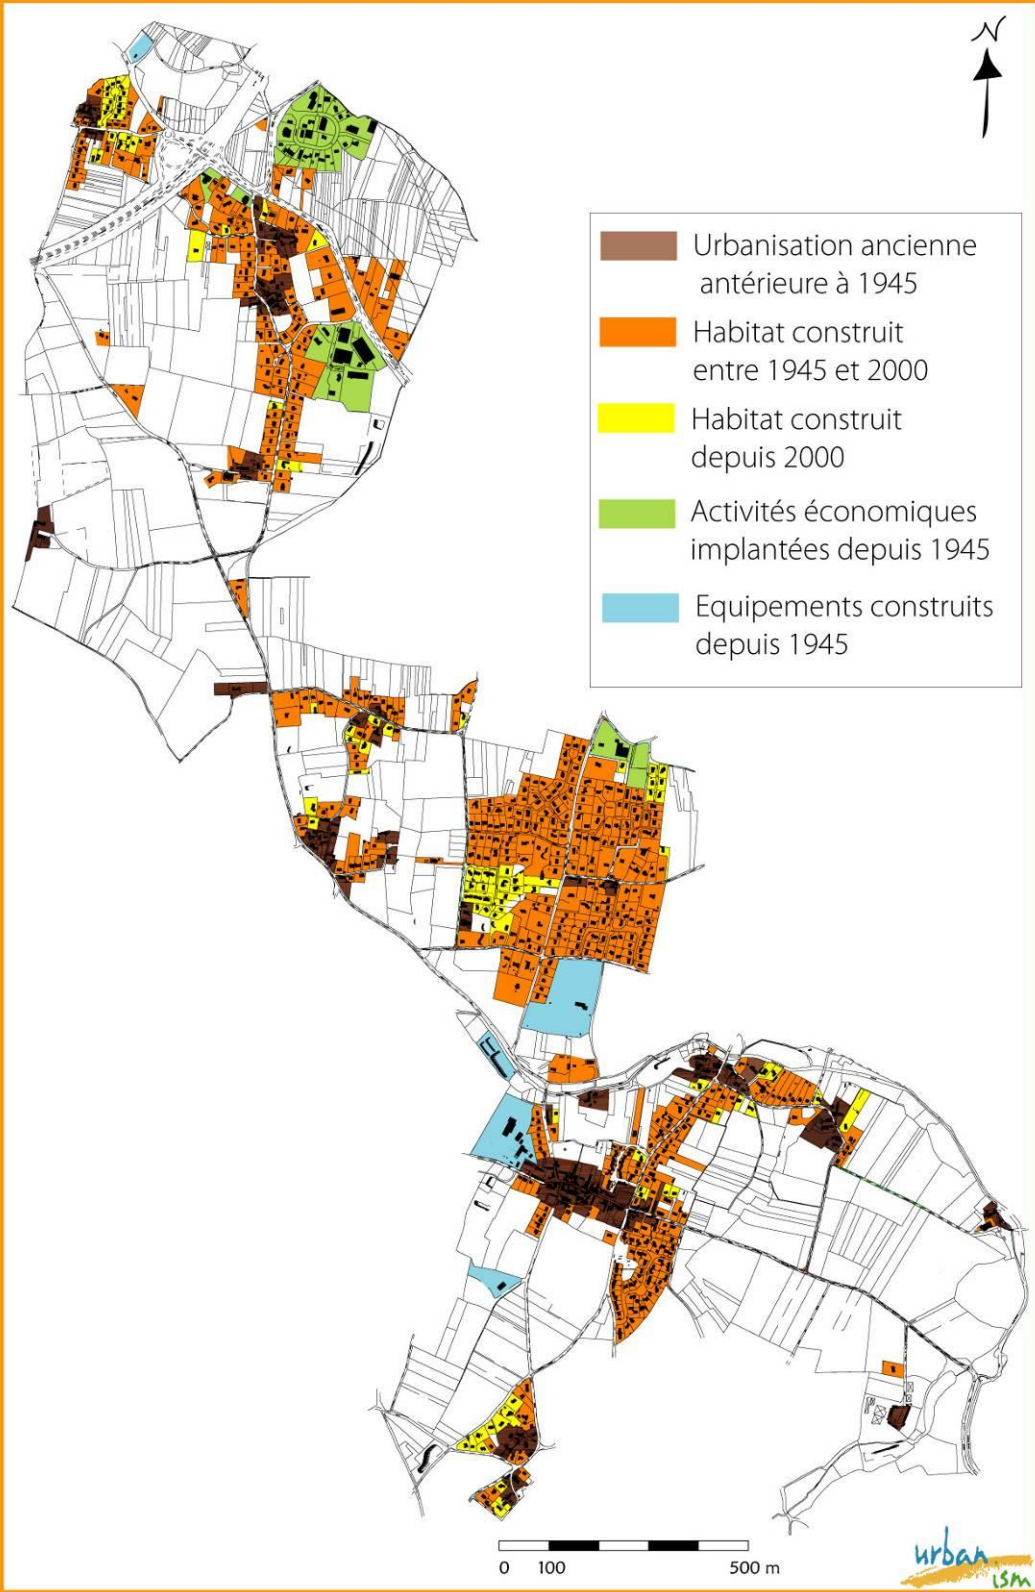 N
Urbanisation ancienne
antérieure à 1945
Habitat construit
entre 1945 et 2000
Habitat construit
depuis 2000
Activités économiques
implantées depuis 1945
Equipements construits
depuis 1945
0 100 500 m
urban
ism